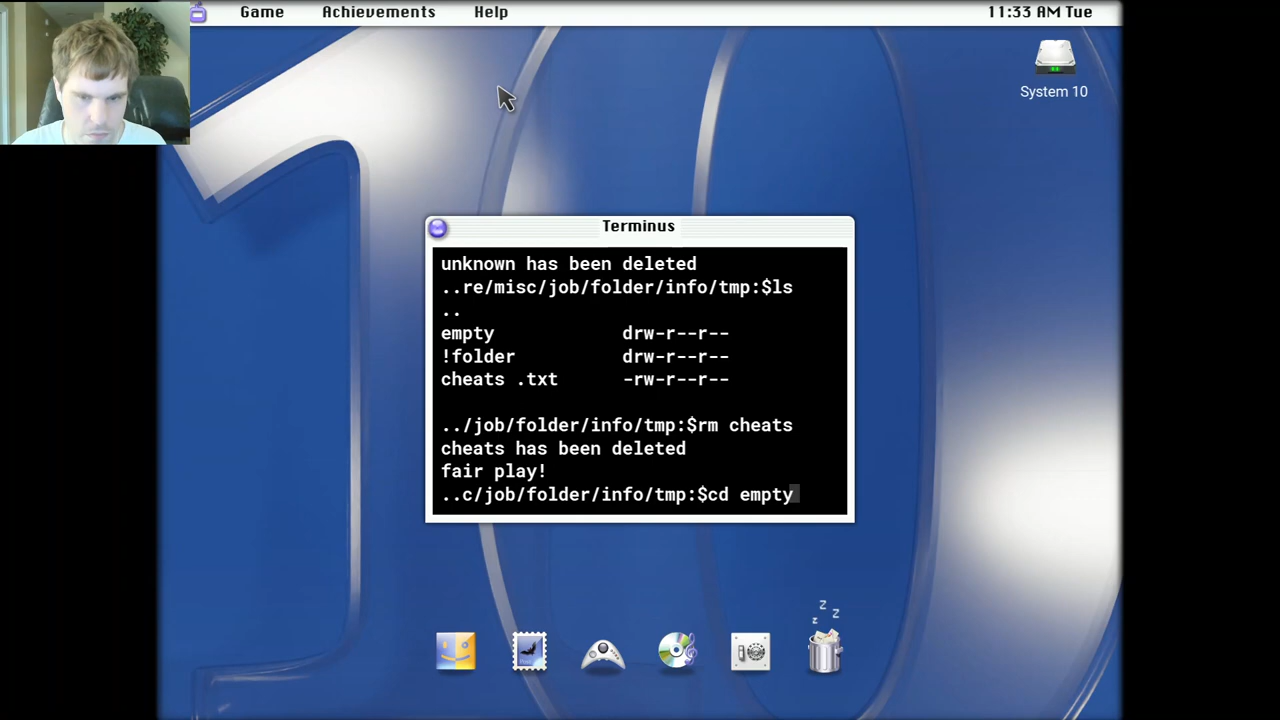 Game Achievements Help 11:33 AM Tue
System 10
Terminus
unknown has been deleted
..re/misc/job/folder/info/tmp:$ls
..
empty drw-r--r--
!folder drw-r--r--
cheats .txt -rw-r--r--
../job/folder/info/tmp:$rm cheats
cheats has been deleted
fair play!
..c/job/folder/info/tmp:$cd empty
z Z Z